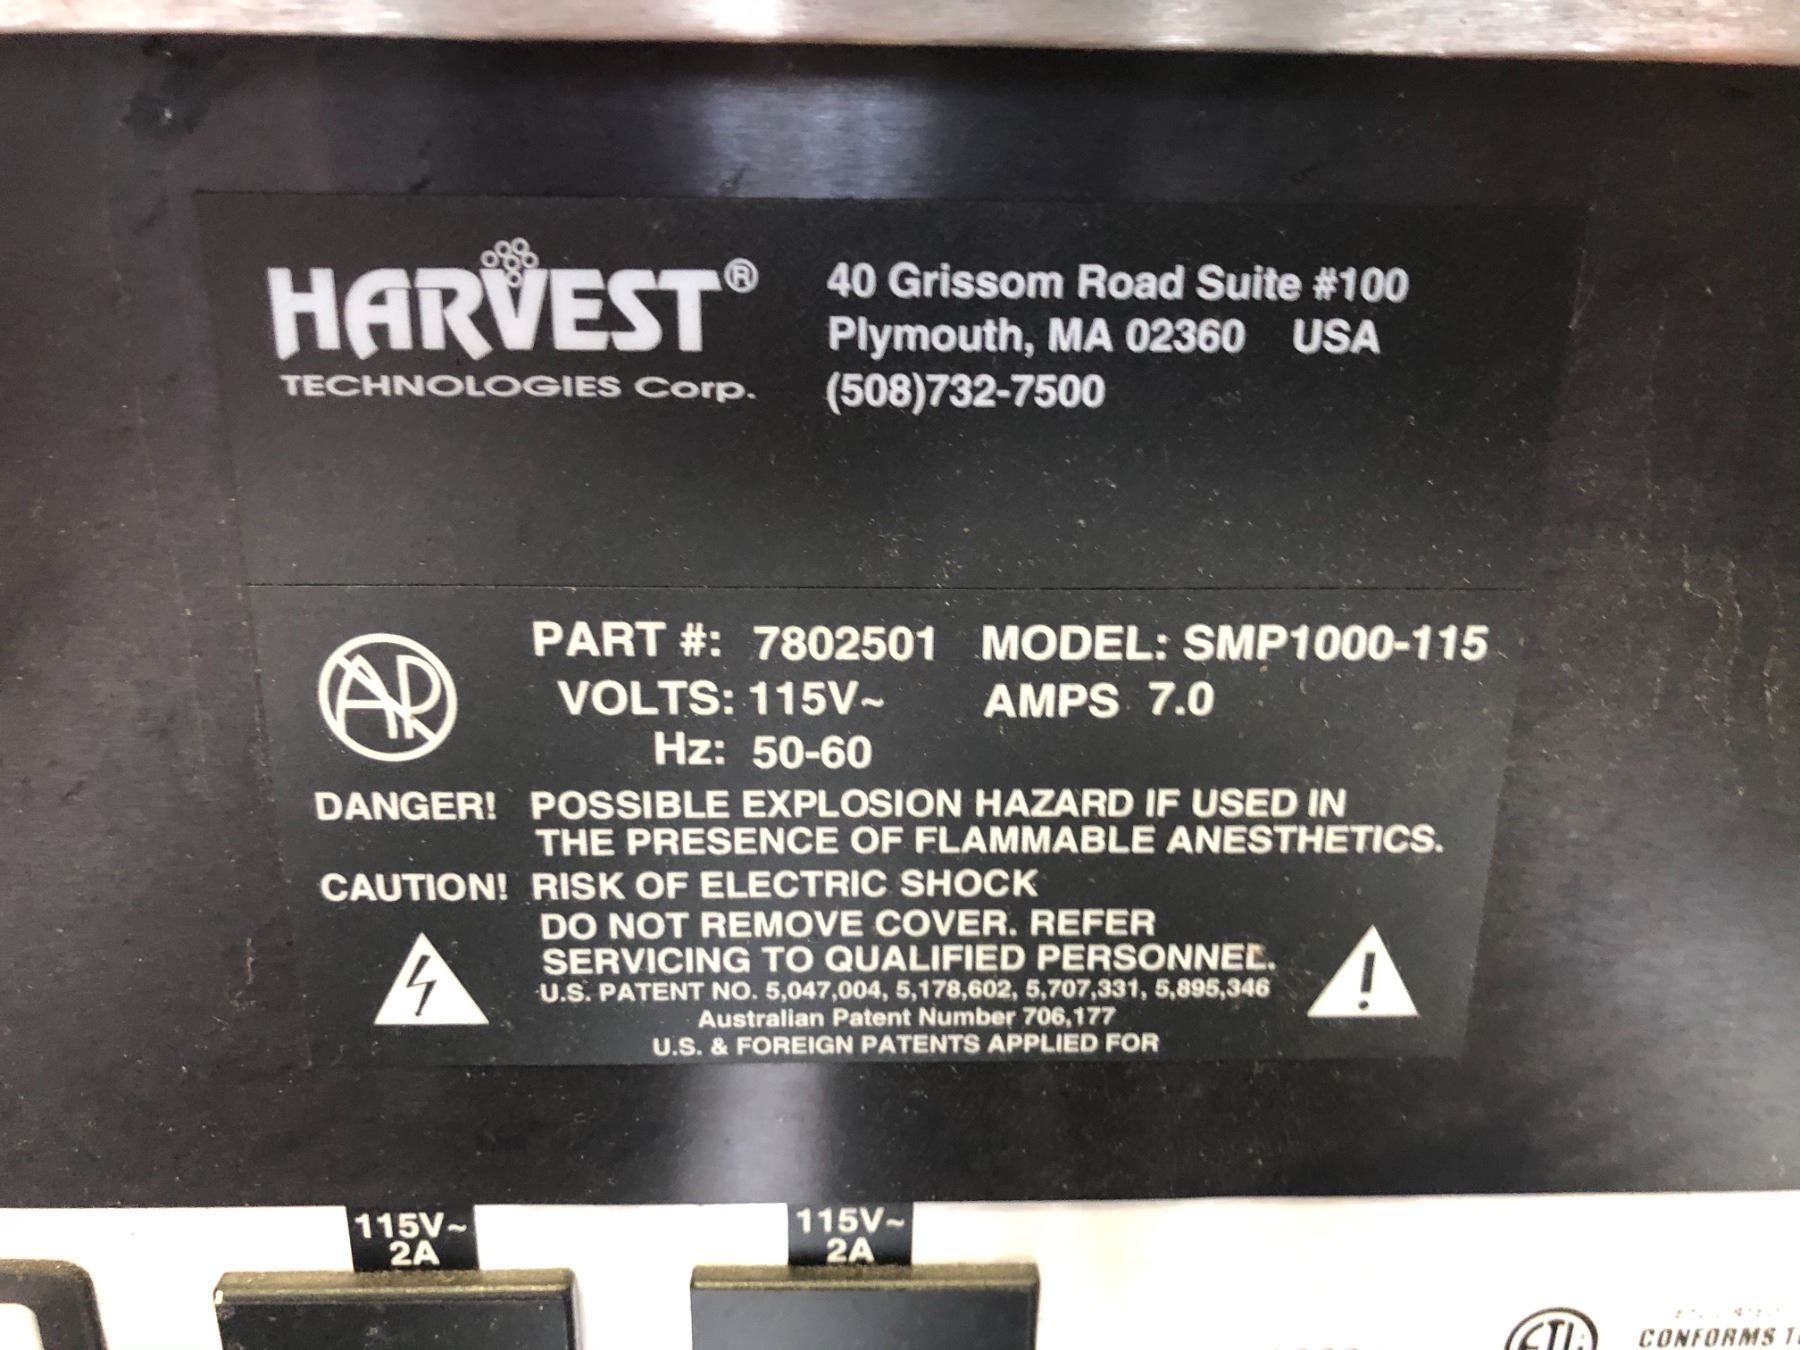 HARVEST®
TECHNOLOGIES Corp.
40 Grissom Road Suite #100
Plymouth, MA 02360 USA
(508)732-7500
PART #: 7802501 MODEL: SMP1000-115
VOLTS: 115V~ AMPS 7.0
Hz: 50-60
AP
DANGER! POSSIBLE EXPLOSION HAZARD IF USED IN
THE PRESENCE OF FLAMMABLE ANESTHETICS.
CAUTION! RISK OF ELECTRIC SHOCK
DO NOT REMOVE COVER. REFER
SERVICING TO QUALIFIED PERSONNEL.
U.S. PATENT NO. 5,047,004, 5,178,602, 5,707,331, 5,895,346
Australian Patent Number 706,177
U.S. & FOREIGN PATENTS APPLIED FOR
115V~
2A
115V~
2A
ETL
CONFORMS